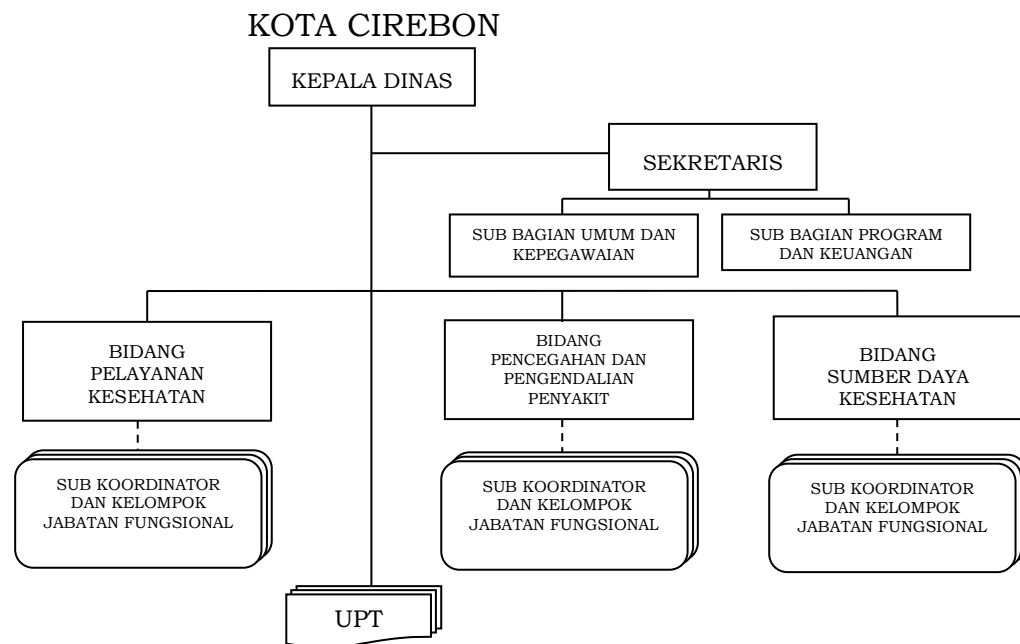 KOTA CIREBON
KEPALA DINAS
SEKRETARIS
SUB BAGIAN UMUM DAN
KEPEGAWAIAN
SUB BAGIAN PROGRAM
DAN KEUANGAN
BIDANG
PELAYANAN
KESEHATAN
BIDANG
PENCEGAHAN DAN
PENGENDALIAN
PENYAKIT
BIDANG
SUMBER DAYA
KESEHATAN
SUB KOORDINATOR
DAN KELOMPOK
JABATAN FUNGSIONAL
SUB KOORDINATOR
DAN KELOMPOK
JABATAN FUNGSIONAL
SUB KOORDINATOR
DAN KELOMPOK
JABATAN FUNGSIONAL
UPT